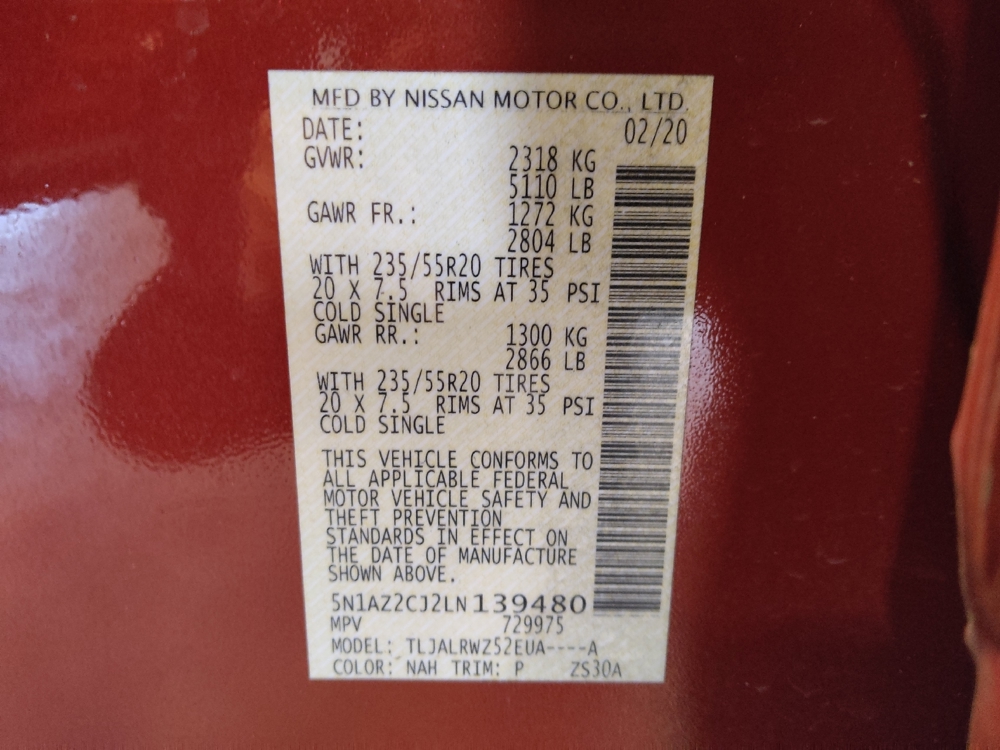 MFD BY NISSAN MOTOR CO., LTD.
DATE: 02/20
GVWR: 2318 KG
5110 LB
GAWR FR.: 1272 KG
2804 LB
WITH 235/55R20 TIRES
20 X 7.5 RIMS AT 35 PSI
COLD SINGLE
GAWR RR.: 1300 KG
2866 LB
WITH 235/55R20 TIRES
20 X 7.5 RIMS AT 35 PSI
COLD SINGLE
THIS VEHICLE CONFORMS TO
ALL APPLICABLE FEDERAL
MOTOR VEHICLE SAFETY AND
THEFT PREVENTION
STANDARDS IN EFFECT ON
THE DATE OF MANUFACTURE
SHOWN ABOVE.
5N1AZ2CJ2LN139480
MPV 729975
MODEL: TLJALRWZ52EUA----A
COLOR: NAH TRIM: P ZS30A